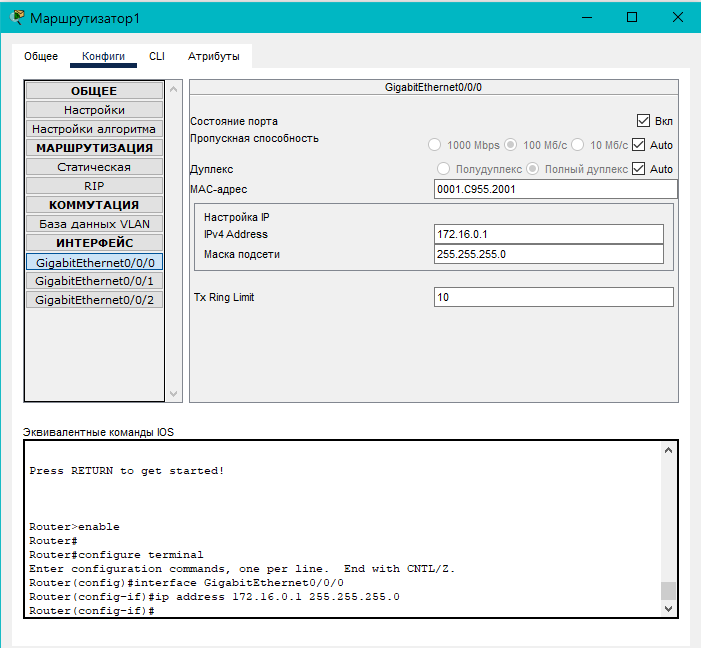 Маршрутизатор1
Общее Конфиги CLI Атрибуты
ОБЩЕЕ
Настройки
Настройки алгоритма
МАРШРУТИЗАЦИЯ
Статическая
RIP
КОММУТАЦИЯ
База данных VLAN
ИНТЕРФЕЙС
GigabitEthernet0/0/0
GigabitEthernet0/0/1
GigabitEthernet0/0/2
GigabitEthernet0/0/0
Состояние порта Вкл
Пропускная способность 1000 Mbps 100 Мб/с 10 Мб/с Auto
Дуплекс Полудуплекс Полный дуплекс Auto
MAC-адрес 0001.C955.2001
Настройка IP
IPv4 Address 172.16.0.1
Маска подсети 255.255.255.0
Tx Ring Limit 10
Эквивалентные команды IOS
Press RETURN to get started!
Router>enable
Router#
Router#configure terminal
Enter configuration commands, one per line.  End with CNTL/Z.
Router(config)#interface GigabitEthernet0/0/0
Router(config-if)#ip address 172.16.0.1 255.255.255.0
Router(config-if)#